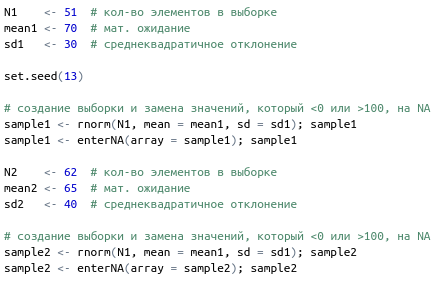 N1    <- 51  # кол-во элементов в выборке
mean1 <- 70  # мат. ожидание
sd1   <- 30  # среднеквадратичное отклонение
set.seed(13)
# создание выборки и замена значений, который <0 или >100, на NA
sample1 <- rnorm(N1, mean = mean1, sd = sd1); sample1
sample1 <- enterNA(array = sample1); sample1
N2    <- 62  # кол-во элементов в выборке
mean2 <- 65  # мат. ожидание
sd2   <- 40  # среднеквадратичное отклонение
# создание выборки и замена значений, который <0 или >100, на NA
sample2 <- rnorm(N1, mean = mean1, sd = sd1); sample2
sample2 <- enterNA(array = sample2); sample2